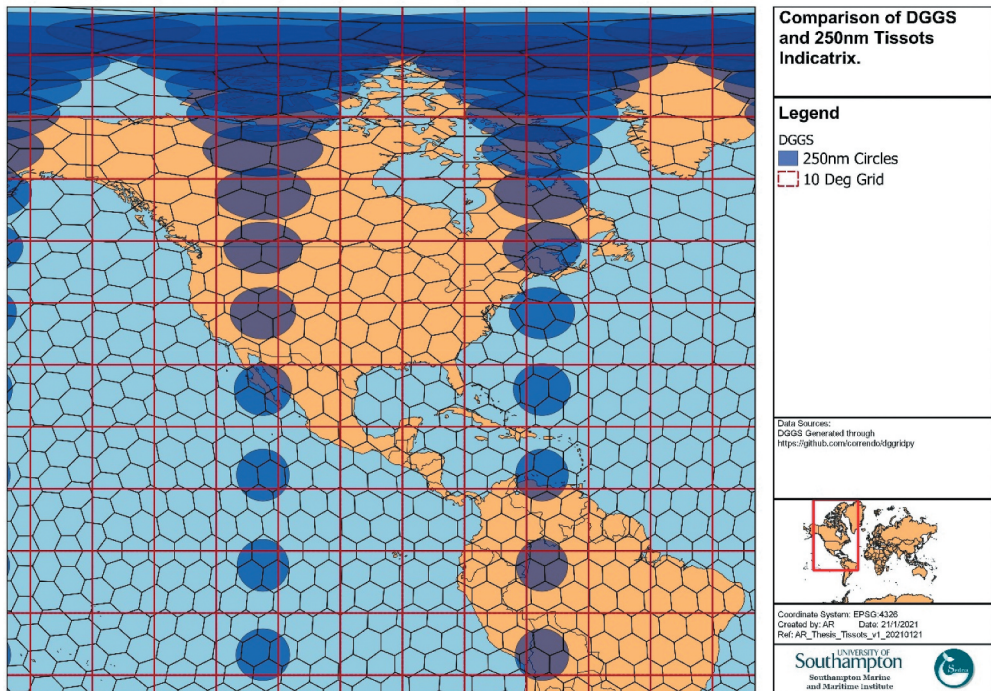 Comparison of DGGS
and 250nm Tissots
Indicatrix.
Legend
DGGS
250nm Circles
10 Deg Grid
Data Sources:
DGGS Generated through
https://github.com/correndo/dggridpy
Coordinate System: EPSG:4326
Created by: AR Date: 21/1/2021
Ref: AR_Thesis_Tissots_v1_20210121
UNIVERSITY OF
Southampton
Southampton Marine
and Maritime Institute